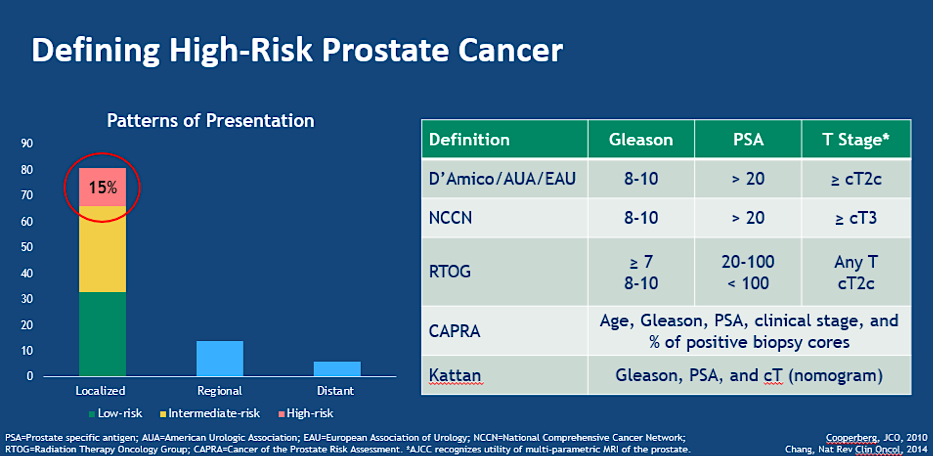 Defining High-Risk Prostate Cancer
Patterns of Presentation
90
80
70
60
50
40
30
20
10
0
15%
Localized Regional Distant
Low-risk Intermediate-risk High-risk
Definition Gleason PSA T Stage*
D’Amico/AUA/EAU 8-10 > 20 ≥ cT2c
NCCN 8-10 > 20 ≥ cT3
RTOG
≥ 7 20-100 Any T
8-10 < 100 cT2c
CAPRA
Age, Gleason, PSA, clinical stage, and
% of positive biopsy cores
Kattan Gleason, PSA, and cT (nomogram)
PSA=Prostate specific antigen; AUA=American Urologic Association; EAU=European Association of Urology; NCCN=National Comprehensive Cancer Network;
RTOG=Radiation Therapy Oncology Group; CAPRA=Cancer of the Prostate Risk Assessment. *AJCC recognizes utility of multi-parametric MRI of the prostate.
Cooperberg, JCO, 2010
Chang, Nat Rev Clin Oncol, 2014